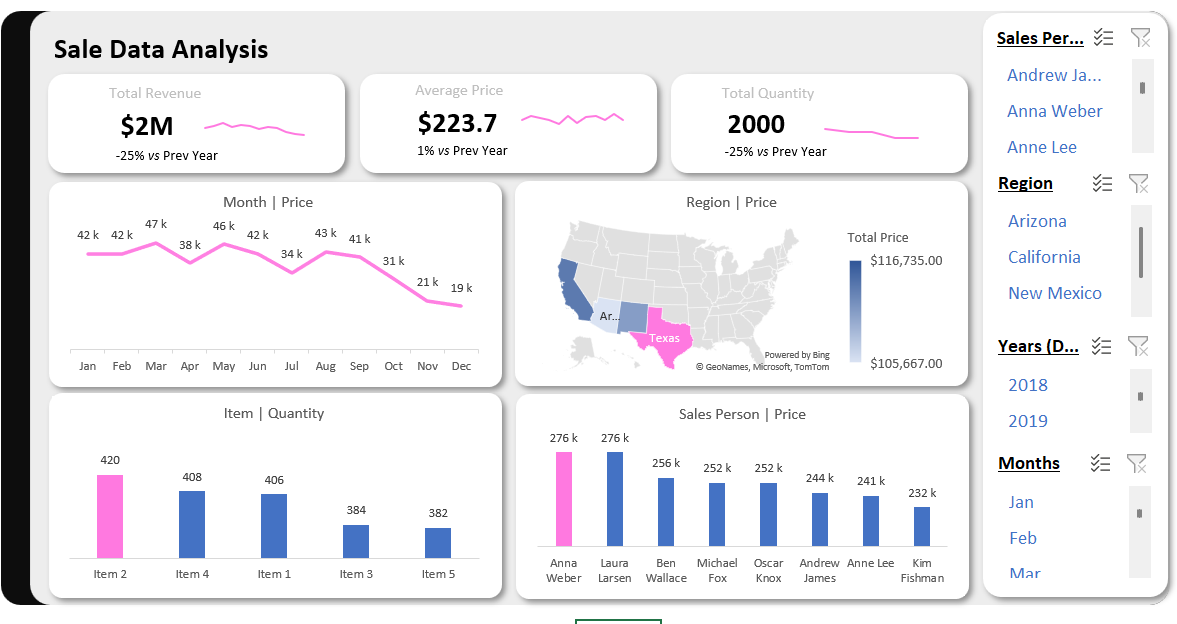 Sale Data Analysis
Total Revenue
$2M
-25% vs Prev Year
Average Price
$223.7
1% vs Prev Year
Total Quantity
2000
-25% vs Prev Year
Month | Price
42 k 42 k 47 k 38 k 46 k 42 k 34 k 43 k 41 k 31 k 21 k 19 k
Jan Feb Mar Apr May Jun Jul Aug Sep Oct Nov Dec
Region | Price
Total Price
$116,735.00
$105,667.00
Ar...
Texas
Powered by Bing
© GeoNames, Microsoft, TomTom
Item | Quantity
420 408 406 384 382
Item 2 Item 4 Item 1 Item 3 Item 5
Sales Person | Price
276 k 276 k 256 k 252 k 252 k 244 k 241 k 232 k
Anna Laura Ben Michael Oscar Andrew Anne Lee Kim
Weber Larsen Wallace Fox Knox James Fishman
Sales Per...
Andrew Ja...
Anna Weber
Anne Lee
Region
Arizona
California
New Mexico
Years (D...
2018
2019
Months
Jan
Feb
Mar